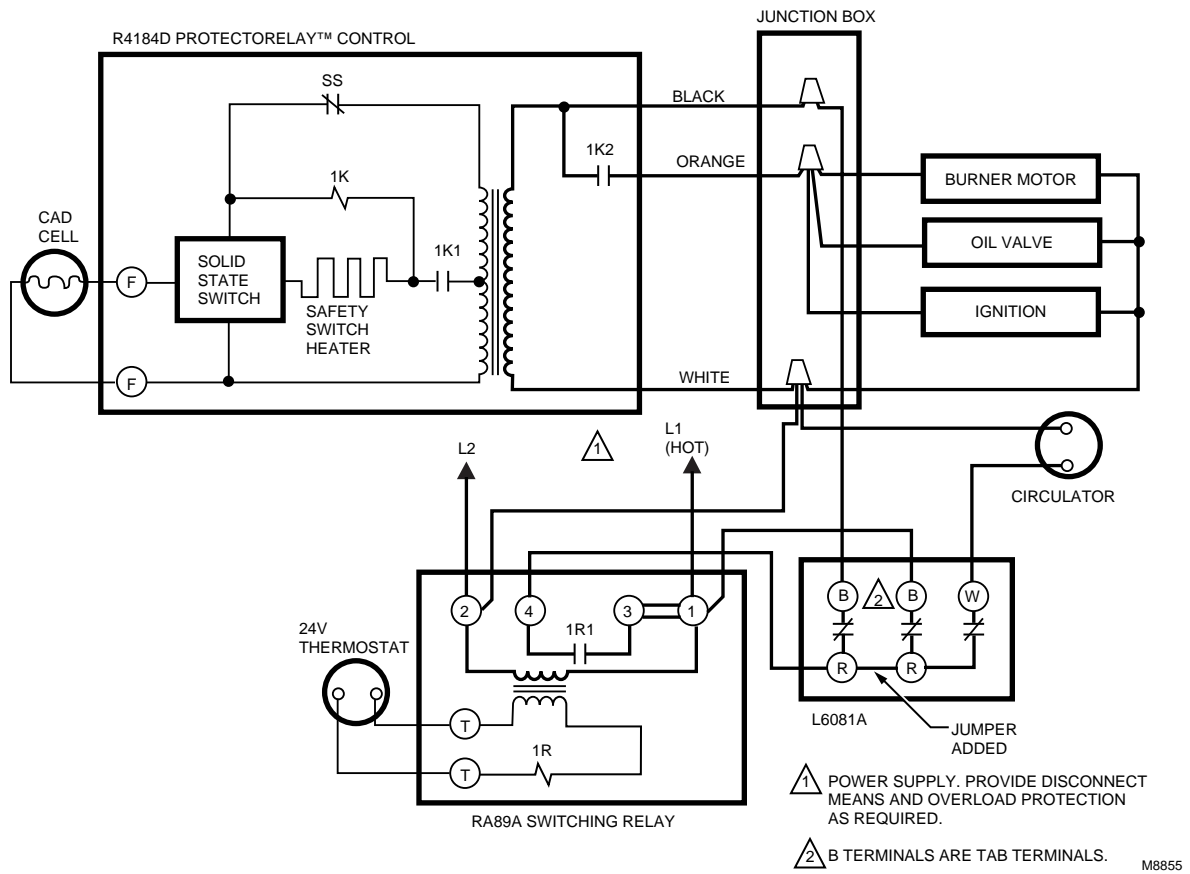 JUNCTION BOX
R4184D PROTECTORELAY™ CONTROL
SS
BLACK
1K2
ORANGE
BURNER MOTOR
1K
CAD
CELL
1K1
OIL VALVE
SOLID
STATE
SWITCH
F
SAFETY
SWITCH
HEATER
IGNITION
F
WHITE
1
L2
L1
(HOT)
CIRCULATOR
2
4
3
1
B
2
B
W
24V
THERMOSTAT
1R1
R
R
L6081A
T
JUMPER
ADDED
1R
T
RA89A SWITCHING RELAY
1 POWER SUPPLY. PROVIDE DISCONNECT
MEANS AND OVERLOAD PROTECTION
AS REQUIRED.
2 B TERMINALS ARE TAB TERMINALS.
M8855